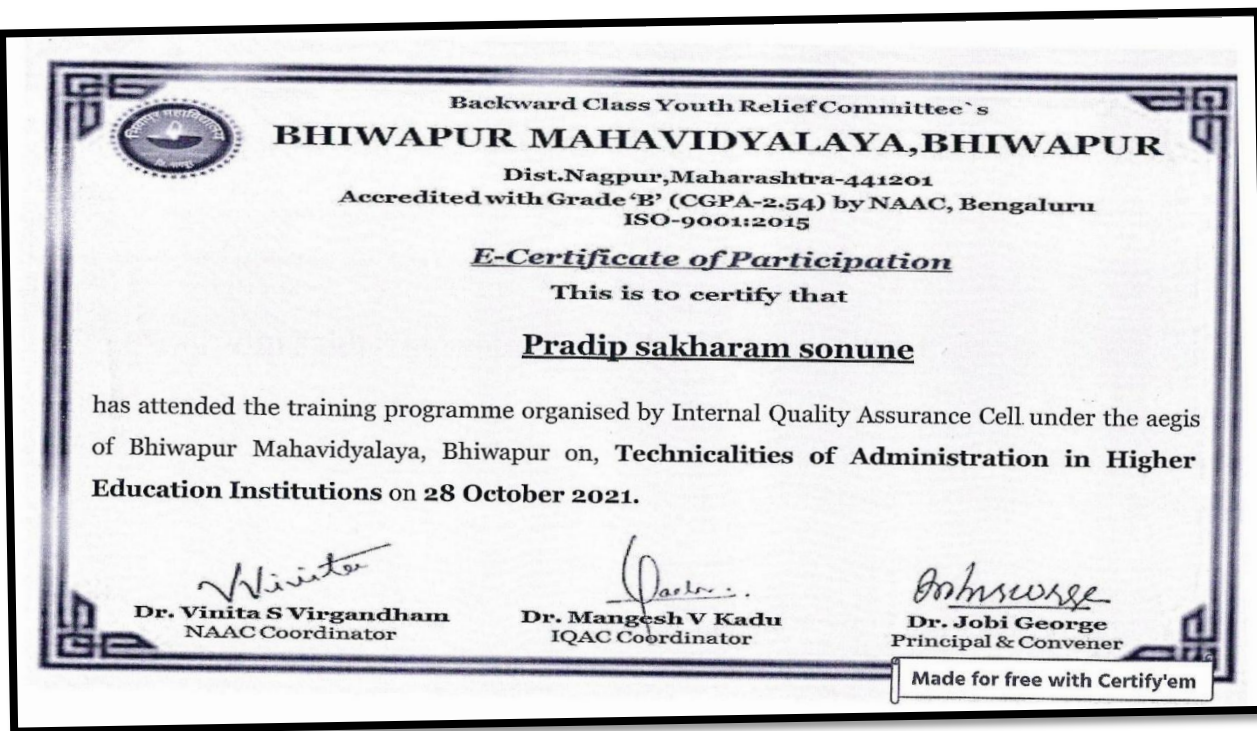 भिवापूर महाविद्यालय
Backward Class Youth Relief Committee`s
BHIWAPUR MAHAVIDYALAYA,BHIWAPUR
Dist.Nagpur,Maharashtra-441201
Accredited with Grade ‘B’ (CGPA-2.54) by NAAC, Bengaluru
ISO-9001:2015
E-Certificate of Participation
This is to certify that
Pradip sakharam sonune
has attended the training programme organised by Internal Quality Assurance Cell under the aegis
of Bhiwapur Mahavidyalaya, Bhiwapur on, Technicalities of Administration in Higher
Education Institutions on 28 October 2021.
Dr. Vinita S Virgandham
NAAC Coordinator
Dr. Mangesh V Kadu
IQAC Coordinator
Dr. Jobi George
Principal & Convener
Made for free with Certify'em